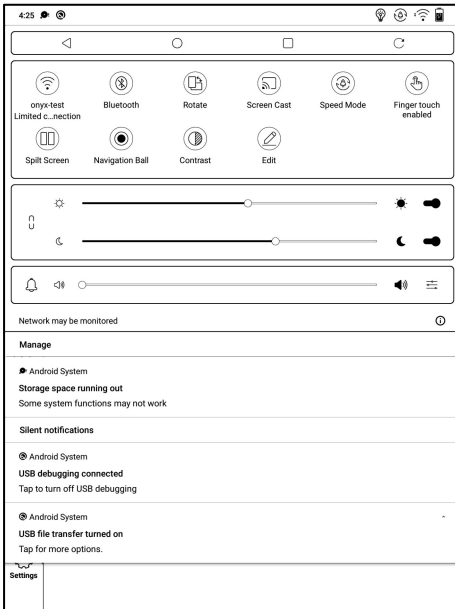 4:25
onyx-test
Limited c...nection
Bluetooth
Rotate
Screen Cast
Speed Mode
Finger touch
enabled
Spilt Screen
Navigation Ball
Contrast
Edit
Network may be monitored
Manage
Android System
Storage space running out
Some system functions may not work
Silent notifications
Android System
USB debugging connected
Tap to turn off USB debugging
Android System
USB file transfer turned on
Tap for more options.
Settings